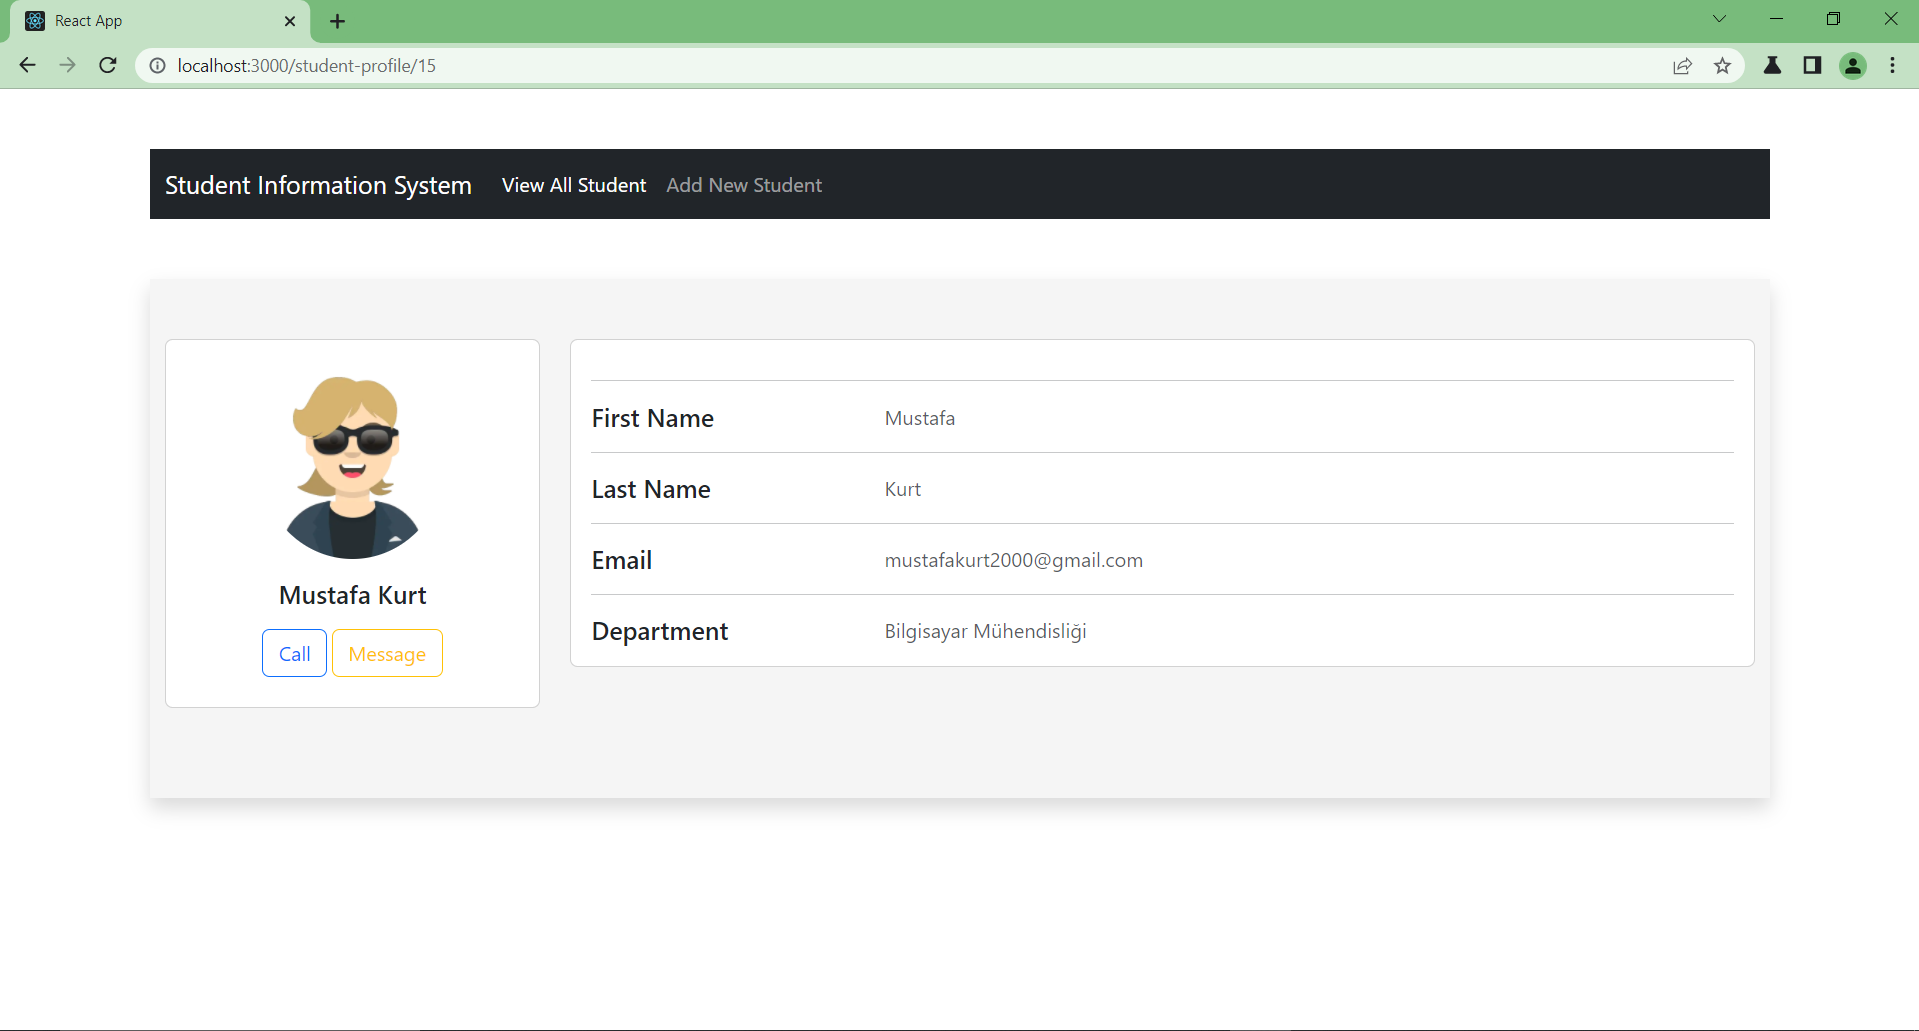 React App
localhost:3000/student-profile/15
Student Information System View All Student Add New Student
Mustafa Kurt
Call Message
First Name Mustafa
Last Name Kurt
Email mustafakurt2000@gmail.com
Department Bilgisayar Mühendisliği